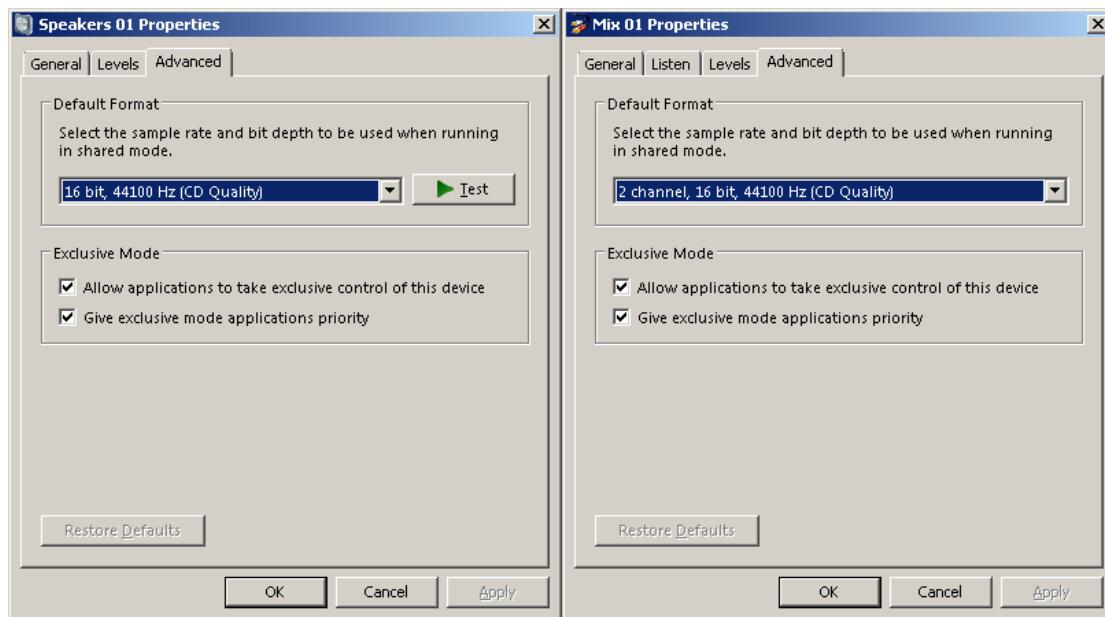 Speakers 01 Properties
General Levels Advanced
Default Format
Select the sample rate and bit depth to be used when running
in shared mode.
16 bit, 44100 Hz (CD Quality) Test
Exclusive Mode
Allow applications to take exclusive control of this device
Give exclusive mode applications priority
Restore Defaults
OK Cancel Apply
Mix 01 Properties
General Listen Levels Advanced
Default Format
Select the sample rate and bit depth to be used when running
in shared mode.
2 channel, 16 bit, 44100 Hz (CD Quality)
Exclusive Mode
Allow applications to take exclusive control of this device
Give exclusive mode applications priority
Restore Defaults
OK Cancel Apply